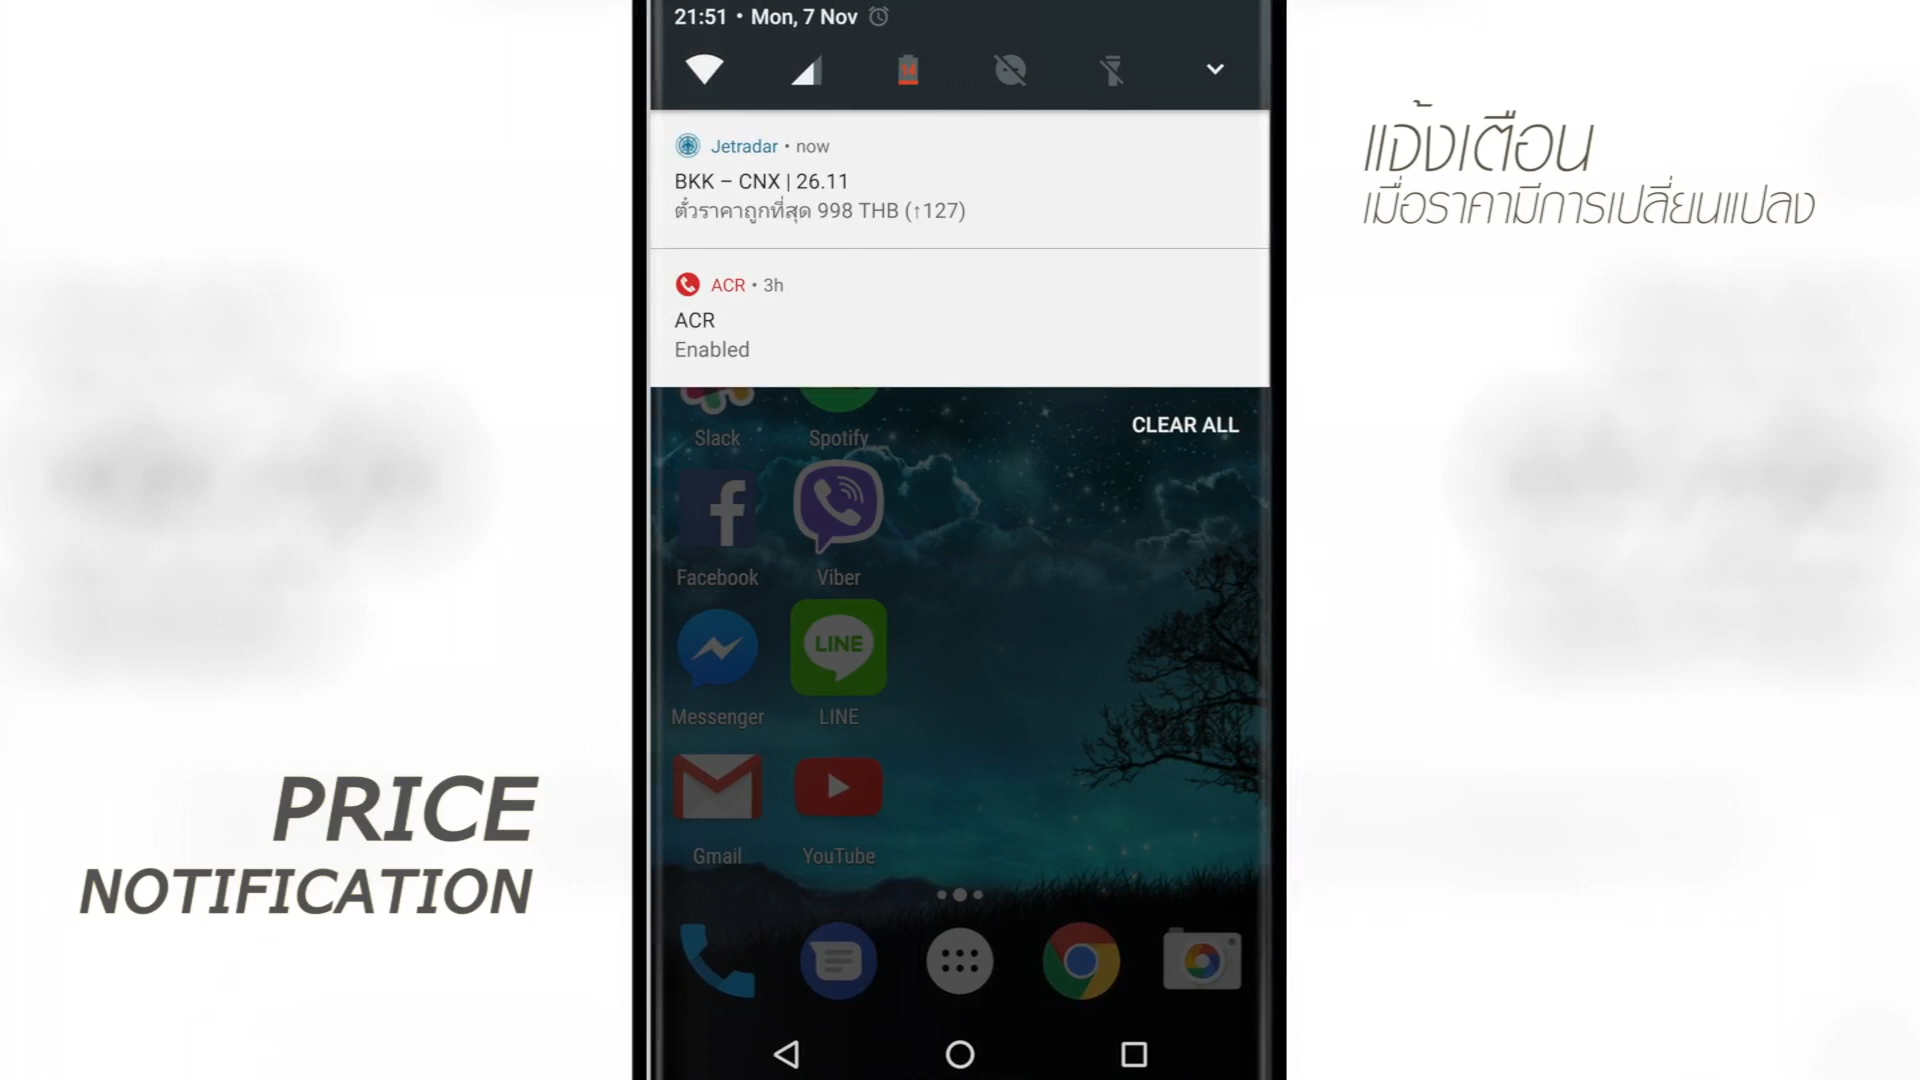 21:51 • Mon, 7 Nov
14
Jetradar • now
BKK – CNX | 26.11
ตั๋วราคาถูกที่สุด 998 THB (↑127)
ACR • 3h
ACR
Enabled
CLEAR ALL
Slack Spotify
Facebook Viber
LINE
Messenger LINE
Gmail YouTube
แจ้งเตือน
เมื่อราคามีการเปลี่ยนแปลง
PRICE
NOTIFICATION